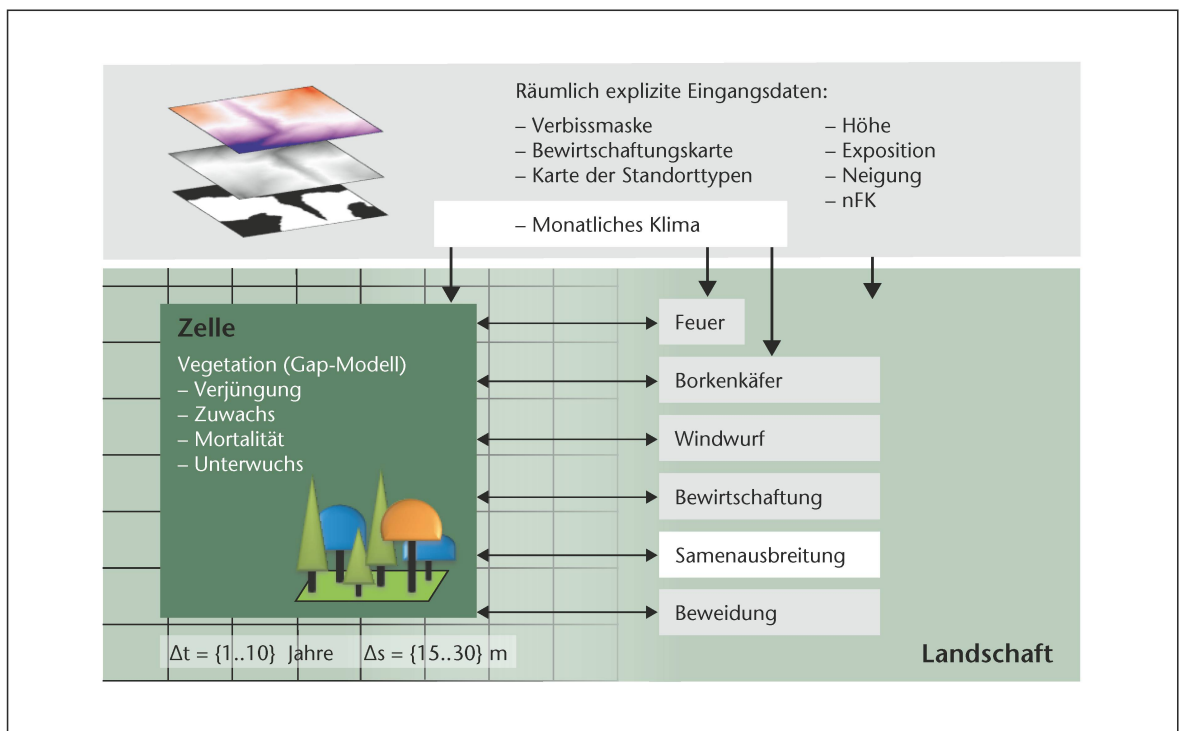 Räumlich explizite Eingangsdaten:
– Verbissmaske
– Bewirtschaftungskarte
– Karte der Standorttypen
– Monatliches Klima
– Höhe
– Exposition
– Neigung
– nFK
Zelle
Vegetation (Gap-Modell)
– Verjüngung
– Zuwachs
– Mortalität
– Unterwuchs
Δt = {1..10} Jahre Δs = {15..30} m
Feuer
Borkenkäfer
Windwurf
Bewirtschaftung
Samenausbreitung
Beweidung
Landschaft